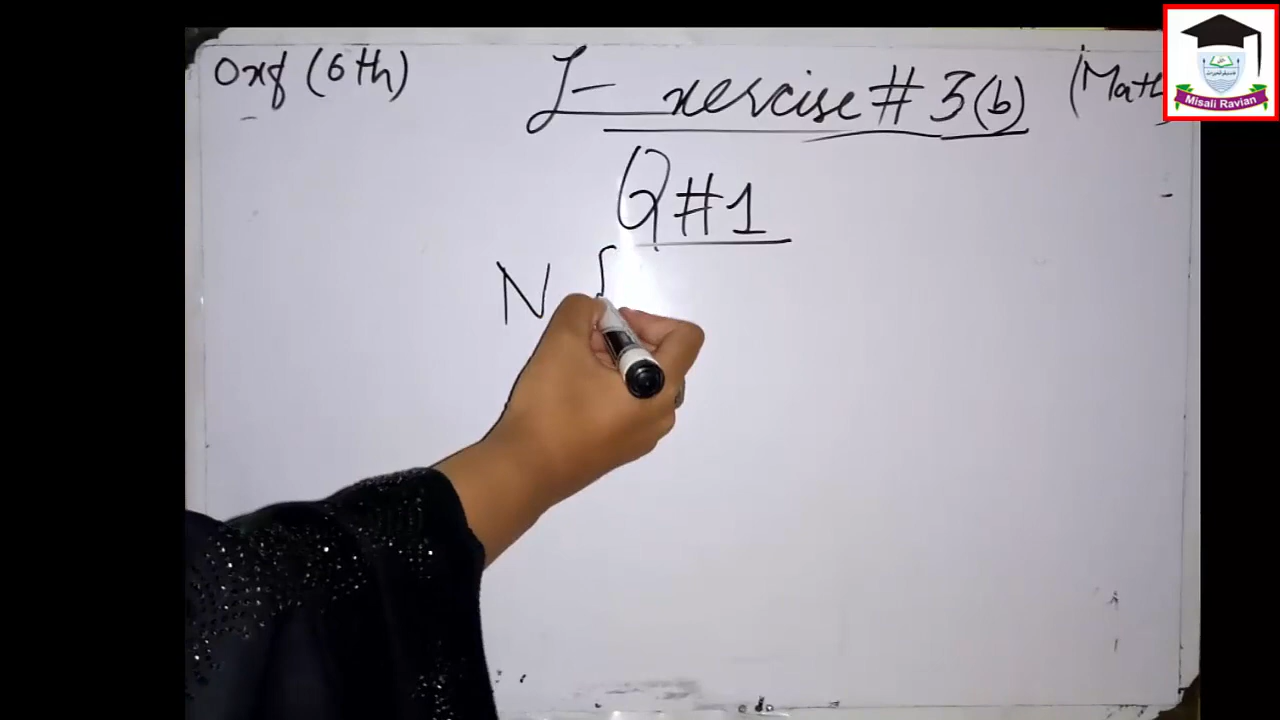 Oxf (6th) Exercise # 3(b) (Math
Misali Ravian
Q#1
N